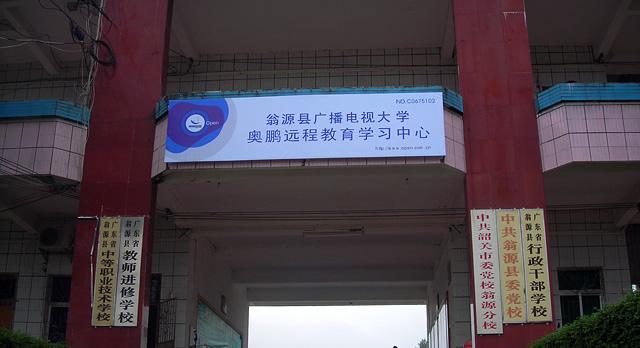 NO.C0676103
Open
翁源县广播电视大学
奥鹏远程教育学习中心
http://www.open.com.cn
广东省
翁源县
中等职业技术学校
广东省
翁源县
教师进修学校
中共韶关市委党校翁源分校
中共翁源县委党校
广东省
翁源县
行政干部学校